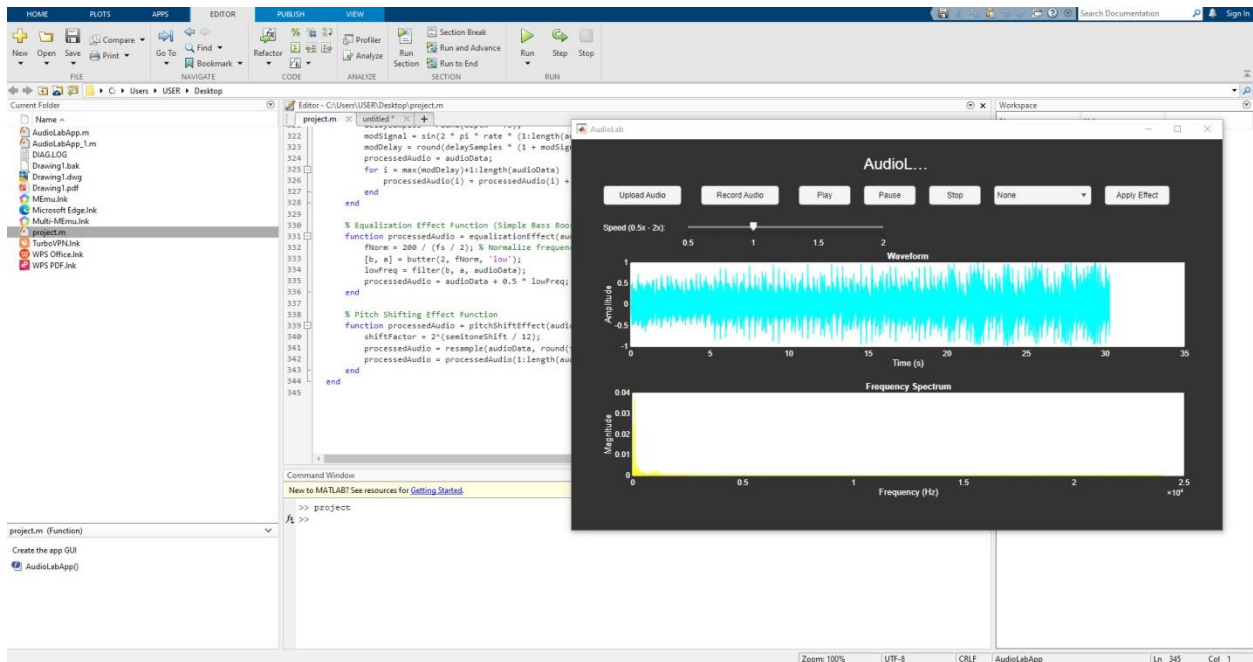 HOME PLOTS APPS EDITOR PUBLISH VIEW Search Documentation Sign In
New Open Save Compare Print Go To Find Bookmark Refactor Profiler Analyze Run Section Section Break Run and Advance Run to End Run Step Stop
FILE NAVIGATE CODE ANALYZE SECTION RUN
C: Users USER Desktop
Current Folder
Name
AudioLabApp.m
AudioLabApp_1.m
DIAG.LOG
Drawing1.bak
Drawing1.dwg
Drawing1.pdf
MEmu.lnk
Microsoft Edge.lnk
Multi-MEmu.lnk
project.m
TurboVPN.lnk
WPS Office.lnk
WPS PDF.lnk
project.m (Function)
Create the app GUI
AudioLabApp()
Editor - C:\Users\USER\Desktop\project.m
project.m untitled * +
322 modSignal = sin(2 * pi * rate * (1:length(au
323 modDelay = round(delaySamples * (1 + modSig
324 processedAudio = audioData;
325 for i = max(modDelay)+1:length(audioData)
326 processedAudio(i) = processedAudio(i) +
327 end
328 end
329
330 % Equalization Effect Function (Simple Bass Boo
331 function processedAudio = equalizationEffect(au
332 fNorm = 200 / (fs / 2); % Normalize frequen
333 [b, a] = butter(2, fNorm, 'low');
334 lowFreq = filter(b, a, audioData);
335 processedAudio = audioData + 0.5 * lowFreq;
336 end
337
338 % Pitch Shifting Effect Function
339 function processedAudio = pitchShiftEffect(audi
340 shiftFactor = 2^(semitoneShift / 12);
341 processedAudio = resample(audioData, round(
342 processedAudio = processedAudio(1:length(au
343 end
344 end
345
Command Window
New to MATLAB? See resources for Getting Started.
>> project
fx >>
Workspace
AudioLab
AudioL...
Upload Audio Record Audio Play Pause Stop None Apply Effect
Speed (0.5x - 2x):
0.5 1 1.5 2
Waveform
Amplitude
1
0.5
0
-0.5
-1
0 5 10 15 20 25 30 35
Time (s)
Frequency Spectrum
Magnitude
0.04
0.03
0.02
0.01
0
0 0.5 1 1.5 2 2.5
Frequency (Hz) ×10⁴
Zoom: 100% UTF-8 CRLF AudioLabApp Ln 345 Col 1